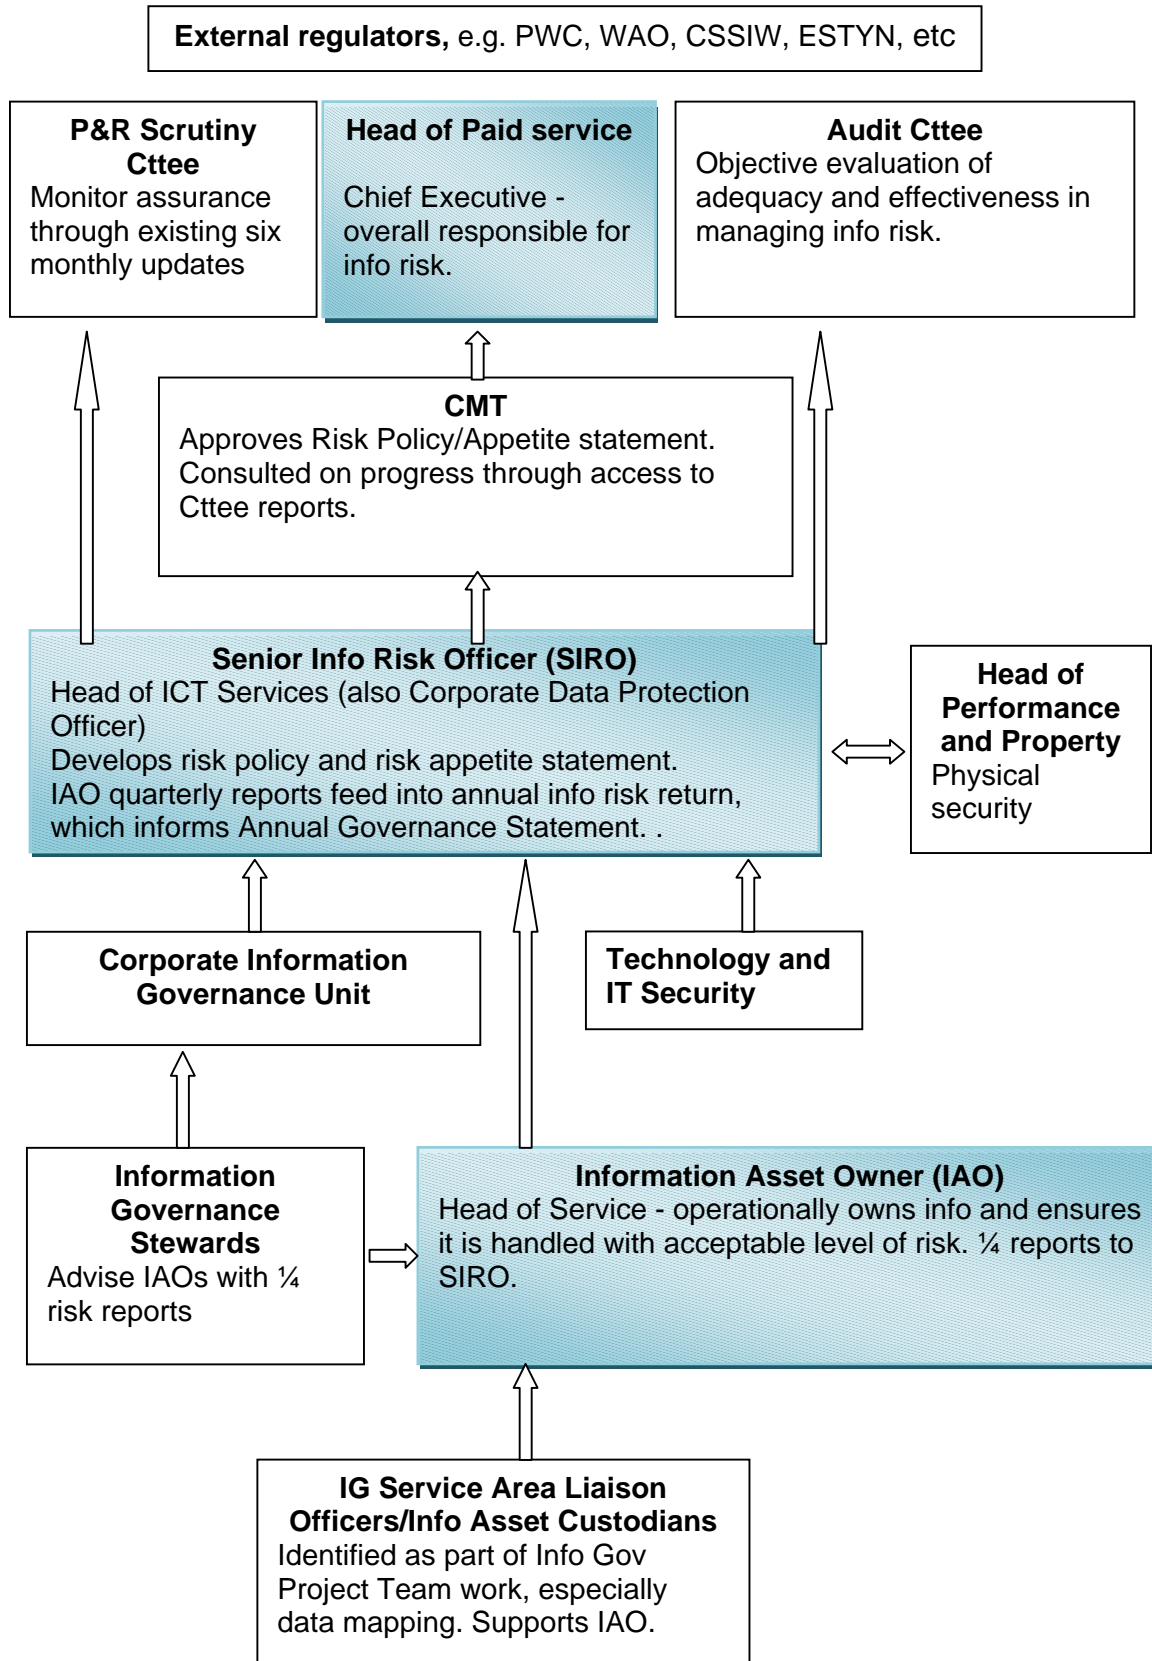 External regulators, e.g. PWC, WAO, CSSIW, ESTYN, etc
P&R Scrutiny
Cttee
Monitor assurance
through existing six
monthly updates
Head of Paid service
Chief Executive -
overall responsible for
info risk.
Audit Cttee
Objective evaluation of
adequacy and effectiveness in
managing info risk.
CMT
Approves Risk Policy/Appetite statement.
Consulted on progress through access to
Cttee reports.
Senior Info Risk Officer (SIRO)
Head of ICT Services (also Corporate Data Protection
Officer)
Develops risk policy and risk appetite statement.
IAO quarterly reports feed into annual info risk return,
which informs Annual Governance Statement. .
Head of
Performance
and Property
Physical
security
Corporate Information
Governance Unit
Technology and
IT Security
Information
Governance
Stewards
Advise IAOs with ¼
risk reports
Information Asset Owner (IAO)
Head of Service - operationally owns info and ensures
it is handled with acceptable level of risk. ¼ reports to
SIRO.
IG Service Area Liaison
Officers/Info Asset Custodians
Identified as part of Info Gov
Project Team work, especially
data mapping. Supports IAO.